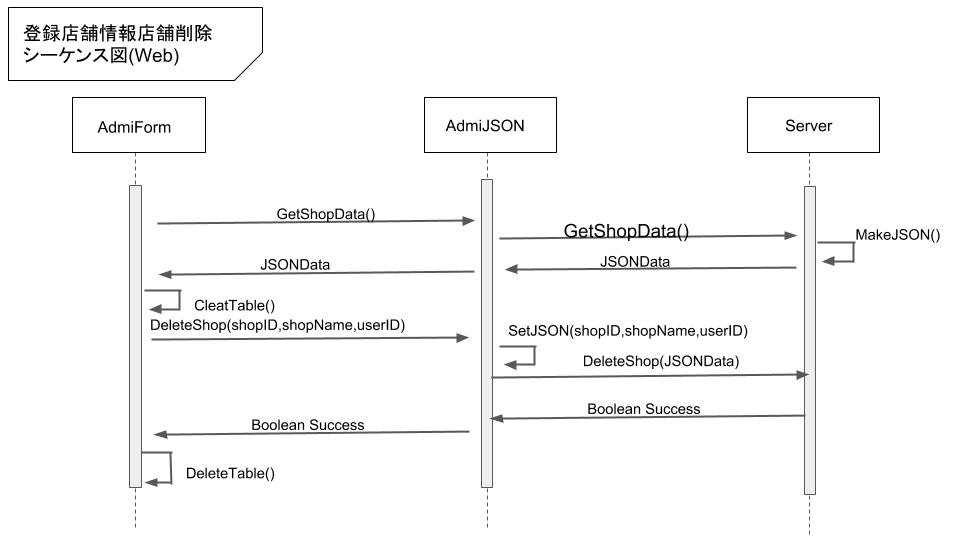 登録店舗情報店舗削除
シーケンス図(Web)
AdmiForm
AdmiJSON
Server
GetShopData()
GetShopData()
MakeJSON()
JSONData
JSONData
CleatTable()
DeleteShop(shopID,shopName,userID)
SetJSON(shopID,shopName,userID)
DeleteShop(JSONData)
Boolean Success
Boolean Success
DeleteTable()